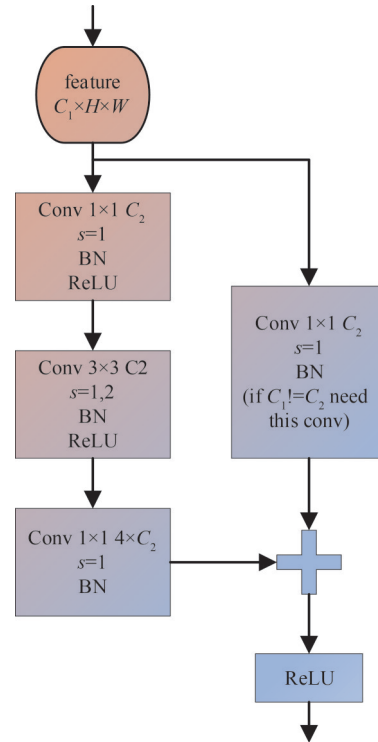 feature
C₁×H×W
Conv 1×1 C₂
s=1
BN
ReLU
Conv 3×3 C2
s=1,2
BN
ReLU
Conv 1×1 4×C₂
s=1
BN
Conv 1×1 C₂
s=1
BN
(if C₁!=C₂ need
this conv)
ReLU